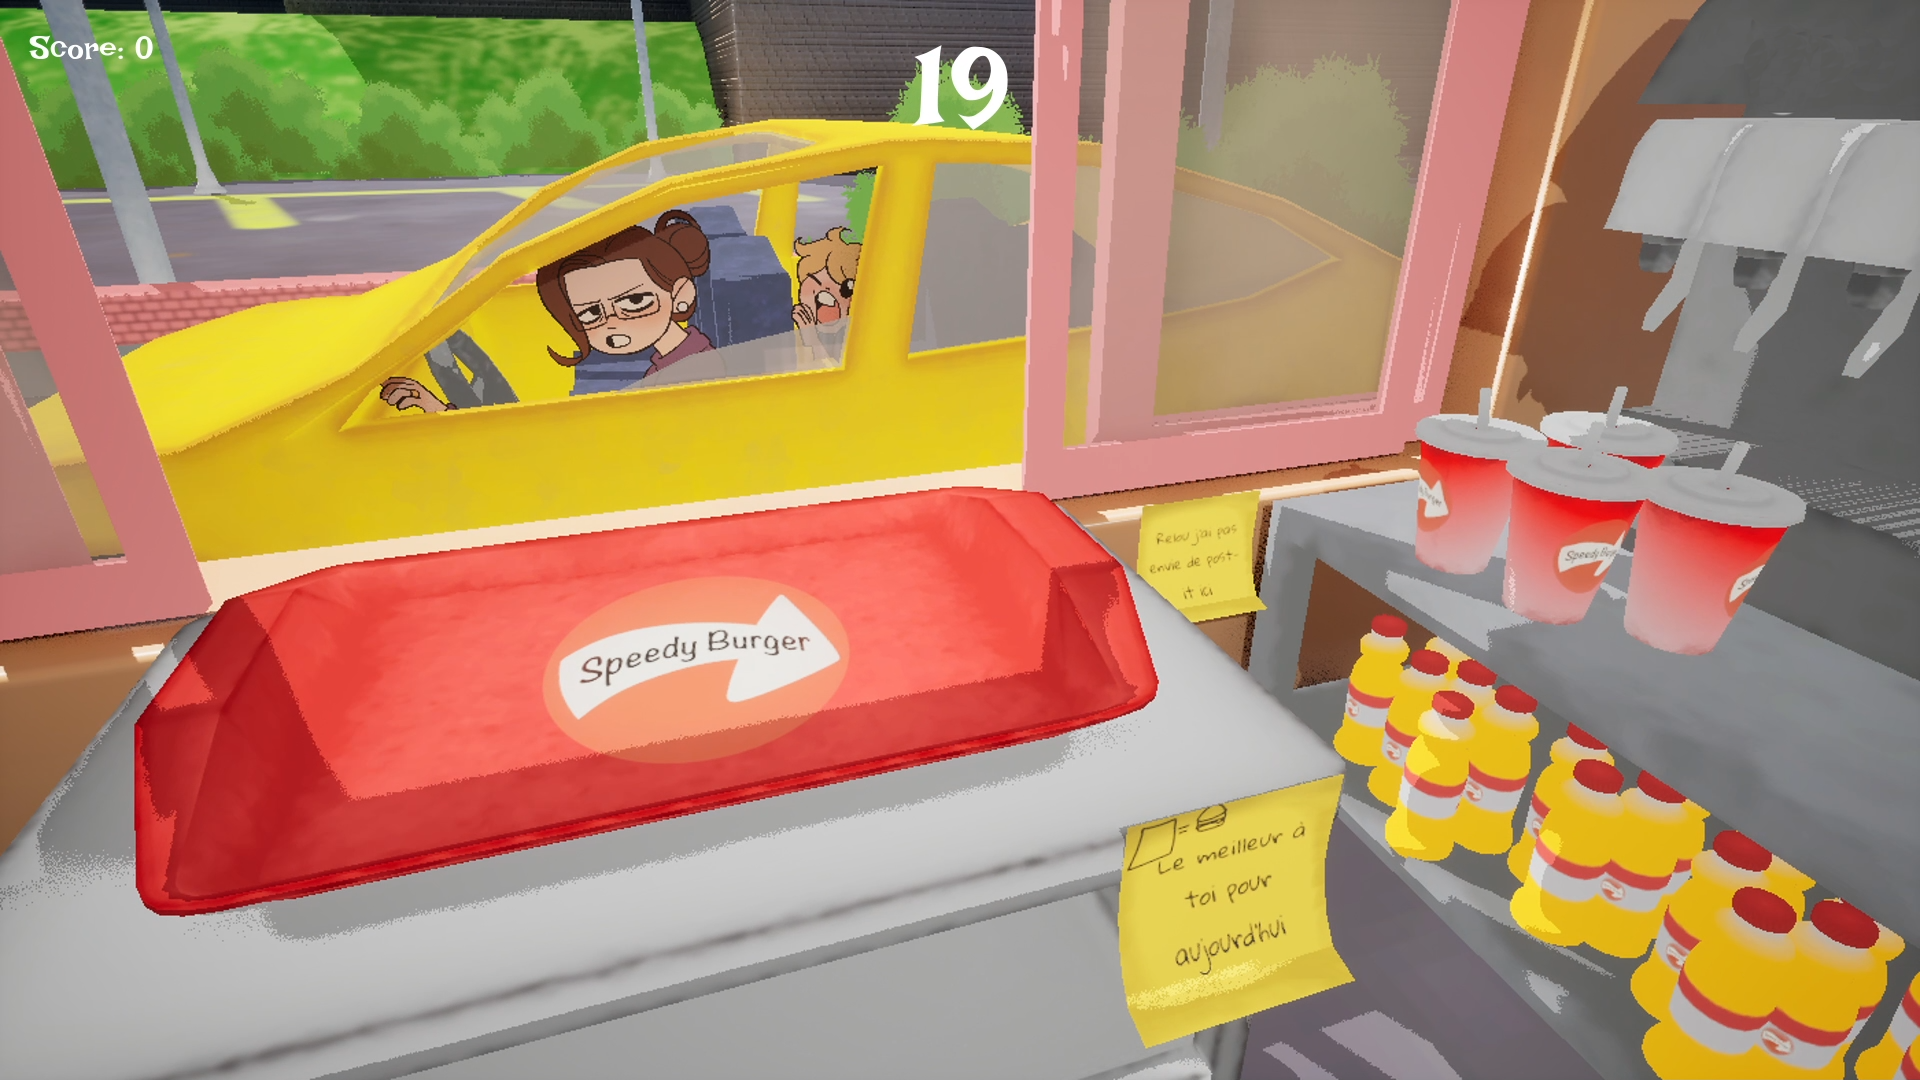 Score: 0
19
Relou j'ai pas
envie de post-
it ici
Speedy Burger
Speedy Burger
=
Le meilleur à
toi pour
aujourd'hui